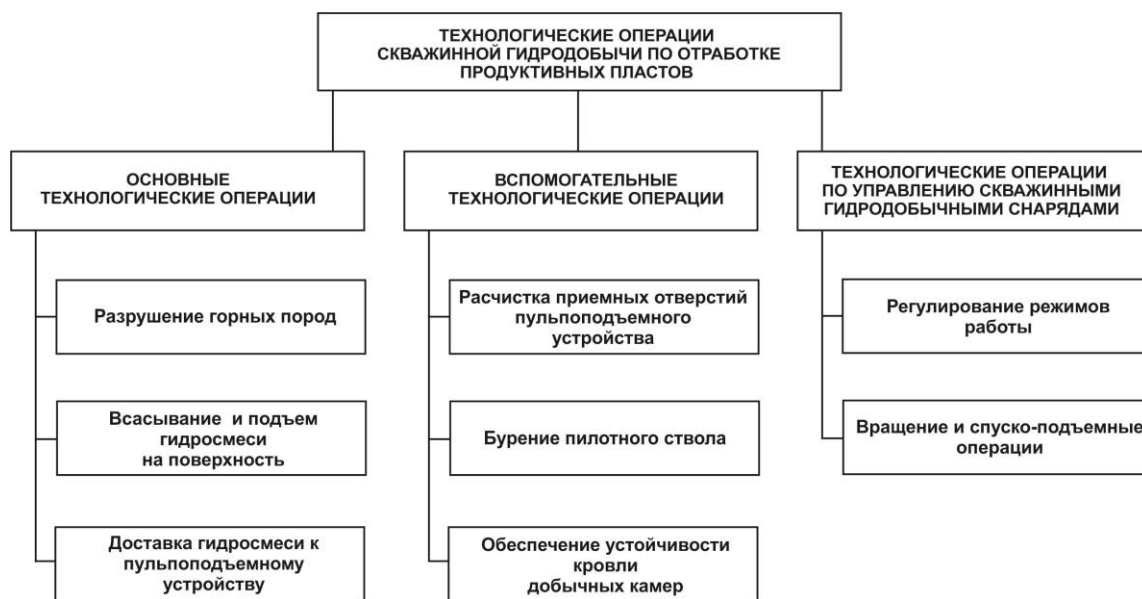 ТЕХНОЛОГИЧЕСКИЕ ОПЕРАЦИИ
СКВАЖИННОЙ ГИДРОДОБЫЧИ ПО ОТРАБОТКЕ
ПРОДУКТИВНЫХ ПЛАСТОВ
ОСНОВНЫЕ
ТЕХНОЛОГИЧЕСКИЕ ОПЕРАЦИИ
Разрушение горных пород
Всасывание и подъем
гидросмеси
на поверхность
Доставка гидросмеси к
пульпоподъемному
устройству
ВСПОМОГАТЕЛЬНЫЕ
ТЕХНОЛОГИЧЕСКИЕ ОПЕРАЦИИ
Расчистка приемных отверстий
пульпоподъемного
устройства
Бурение пилотного ствола
Обеспечение устойчивости
кровли
добычных камер
ТЕХНОЛОГИЧЕСКИЕ ОПЕРАЦИИ
ПО УПРАВЛЕНИЮ СКВАЖИННЫМИ
ГИДРОДОБЫЧНЫМИ СНАРЯДАМИ
Регулирование режимов
работы
Вращение и спуско-подъемные
операции